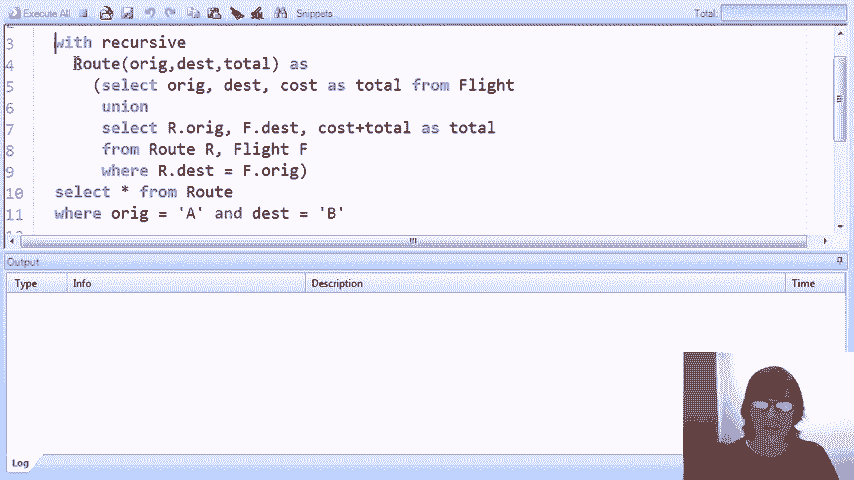 Execute All Snippets Total:
3 with recursive
4 Route(orig,dest,total) as
5 (select orig, dest, cost as total from Flight
6 union
7 select R.orig, F.dest, cost+total as total
8 from Route R, Flight F
9 where R.dest = F.orig)
10 select * from Route
11 where orig = 'A' and dest = 'B'
Output
Type Info Description Time
Log